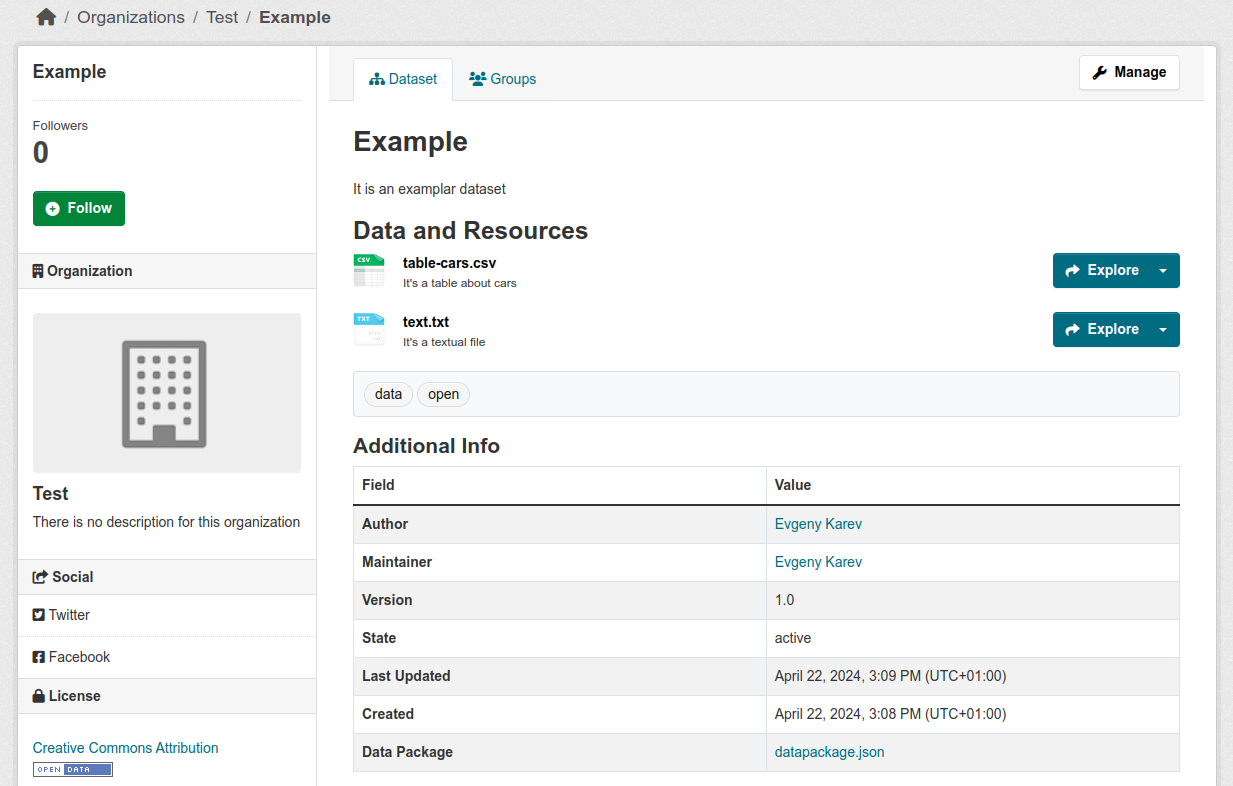 / Organizations / Test / Example
Example
Followers
0
Follow
Organization
Test
There is no description for this organization
Social
Twitter
Facebook
License
Creative Commons Attribution
OPEN DATA
Dataset
Groups
Manage
Example
It is an examplar dataset
Data and Resources
CSV
table-cars.csv
Explore
It's a table about cars
TXT
text.txt
Explore
It's a textual file
data open
Additional Info
Field Value
Author Evgeny Karev
Maintainer Evgeny Karev
Version 1.0
State active
Last Updated April 22, 2024, 3:09 PM (UTC+01:00)
Created April 22, 2024, 3:08 PM (UTC+01:00)
Data Package datapackage.json